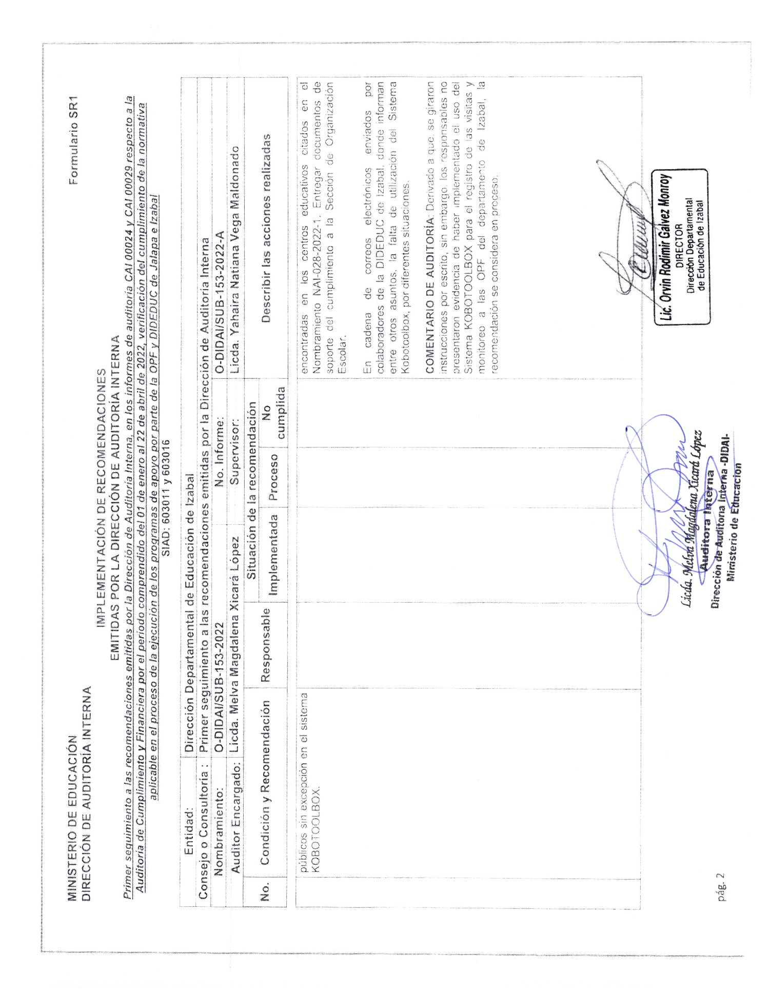 MINISTERIO DE EDUCACIÓN
DIRECCIÓN DE AUDITORÍA INTERNA
Formulario SR1
IMPLEMENTACIÓN DE RECOMENDACIONES
EMITIDAS POR LA DIRECCIÓN DE AUDITORÍA INTERNA
Primer seguimiento a las recomendaciones emitidas por la Dirección de Auditoría Interna, en los informes de auditoría CAI 00024 y CAI 00029 respecto a la
Auditoría de Cumplimiento y Financiera por el período comprendido del 01 de enero al 22 de abril de 2022, verificación del cumplimiento de la normativa
aplicable en el proceso de la ejecución de los programas de apoyo por parte de la OPF y DIDEDUC de Jalapa e Izabal
SIAD: 603011 y 603016
Entidad: Dirección Departamental de Educación de Izabal
Consejo o Consultoría : Primer seguimiento a las recomendaciones emitidas por la Dirección de Auditoría Interna
Nombramiento: O-DIDAI/SUB-153-2022 No. Informe: O-DIDAI/SUB-153-2022-A
Auditor Encargado: Licda. Melva Magdalena Xicará López Supervisor: Licda. Yahaira Natiana Vega Maldonado
No. Condición y Recomendación Responsable Situación de la recomendación Describir las acciones realizadas
Implementada Proceso No
cumplida
públicos sin excepción en el sistema
KOBOTOOLBOX.
encontradas en los centros educativos citados en el
Nombramiento NAI-028-2022-1. Entregar documentos de
soporte del cumplimiento a la Sección de Organización
Escolar.
En cadena de correos electrónicos enviados por
colaboradores de la DIDEDUC de Izabal, donde informan
entre otros asuntos, la falta de utilización del Sistema
Kobotoolbox, por diferentes situaciones.
COMENTARIO DE AUDITORÍA: Derivado a que, se giraron
instrucciones por escrito, sin embargo, los responsables no
presentaron evidencia de haber implementado el uso del
Sistema KOBOTOOLBOX para el registro de las visitas y
monitoreo a las OPF del departamento de Izabal, la
recomendación se considera en proceso.
Licda. Melva Magdalena Xicará López
Auditora Interna
Dirección de Auditoria Interna -DIDAI-
Ministerio de Educacion
Lic. Orvin Rodimir Galvez Monroy
DIRECTOR
Dirección Departamental
de Educación de Izabal
pág. 2